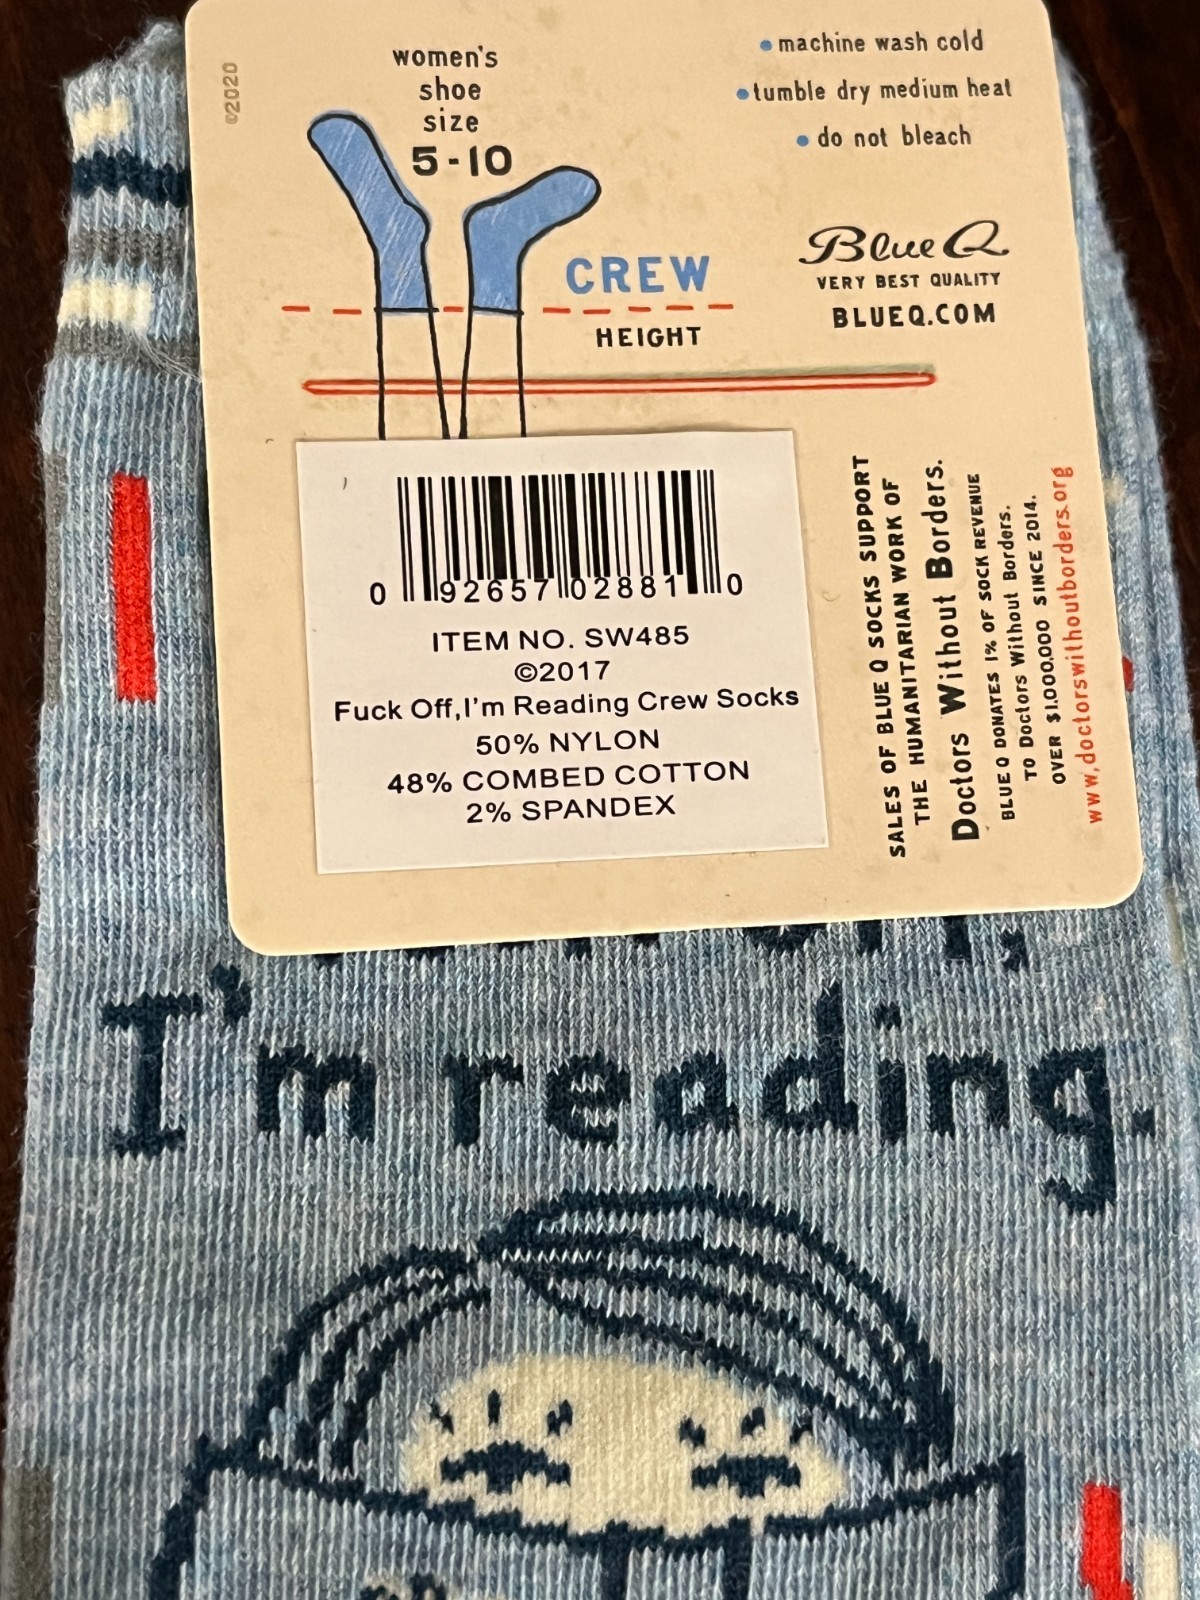 ©2020
women's
shoe
size
5-10
CREW
HEIGHT
• machine wash cold
• tumble dry medium heat
• do not bleach
Blue Q
VERY BEST QUALITY
BLUEQ.COM
0 92657 02881 0
ITEM NO. SW485
©2017
Fuck Off,I'm Reading Crew Socks
50% NYLON
48% COMBED COTTON
2% SPANDEX
SALES OF BLUE Q SOCKS SUPPORT
THE HUMANITARIAN WORK OF
Doctors Without Borders.
BLUE Q DONATES 1% OF SOCK REVENUE
TO Doctors Without Borders.
OVER $1,000,000 SINCE 2014.
www.doctorswithoutborders.org
I'm reading.